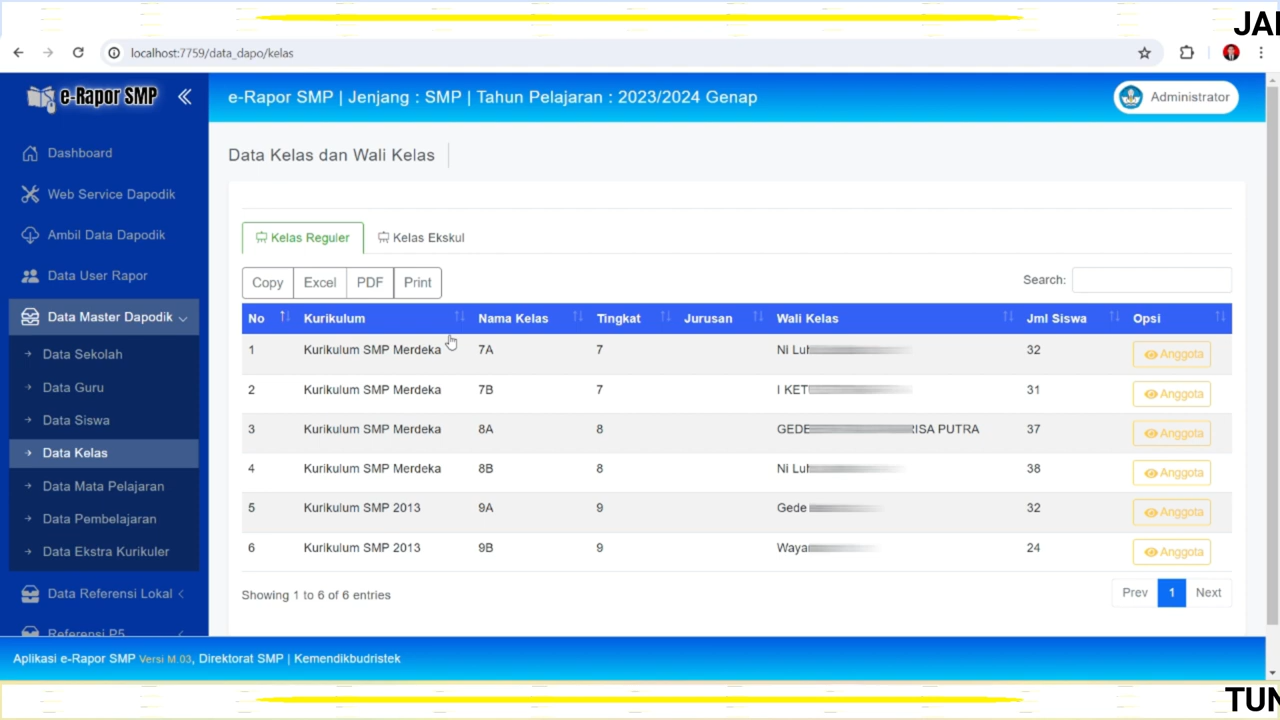 JAI
localhost:7759/data_dapo/kelas
e-Rapor SMP
e-Rapor SMP | Jenjang : SMP | Tahun Pelajaran : 2023/2024 Genap
Administrator
Dashboard
Web Service Dapodik
Ambil Data Dapodik
Data User Rapor
Data Master Dapodik
Data Sekolah
Data Guru
Data Siswa
Data Kelas
Data Mata Pelajaran
Data Pembelajaran
Data Ekstra Kurikuler
Data Referensi Lokal
Referensi P5
Data Kelas dan Wali Kelas
Kelas Reguler Kelas Ekskul
Copy Excel PDF Print Search:
No Kurikulum Nama Kelas Tingkat Jurusan Wali Kelas Jml Siswa Opsi
1 Kurikulum SMP Merdeka 7A 7 Ni Luh 32 Anggota
2 Kurikulum SMP Merdeka 7B 7 I KET 31 Anggota
3 Kurikulum SMP Merdeka 8A 8 GEDE RISA PUTRA 37 Anggota
4 Kurikulum SMP Merdeka 8B 8 Ni Luh 38 Anggota
5 Kurikulum SMP 2013 9A 9 Gede 32 Anggota
6 Kurikulum SMP 2013 9B 9 Waya 24 Anggota
Showing 1 to 6 of 6 entries
Prev 1 Next
Aplikasi e-Rapor SMP Versi M.03, Direktorat SMP | Kemendikbudristek
TUN